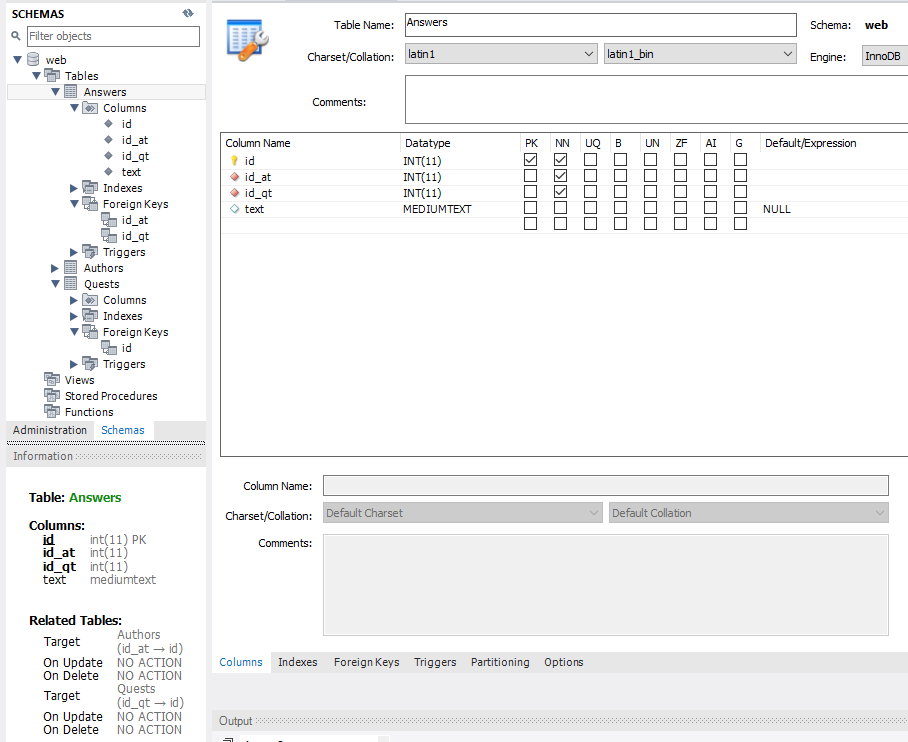 SCHEMAS
Filter objects
web
Tables
Answers
Columns
id
id_at
id_qt
text
Indexes
Foreign Keys
id_at
id_qt
Triggers
Authors
Quests
Columns
Indexes
Foreign Keys
id
Triggers
Views
Stored Procedures
Functions
Administration Schemas
Information
Table: Answers
Columns:
id int(11) PK
id_at int(11)
id_qt int(11)
text mediumtext
Related Tables:
Target Authors
(id_at → id)
On Update NO ACTION
On Delete NO ACTION
Target Quests
(id_qt → id)
On Update NO ACTION
On Delete NO ACTION
Table Name: Answers Schema: web
Charset/Collation: latin1 latin1_bin Engine: InnoDB
Comments:
Column Name Datatype PK NN UQ B UN ZF AI G Default/Expression
id INT(11)
id_at INT(11)
id_qt INT(11)
text MEDIUMTEXT NULL
Column Name:
Charset/Collation: Default Charset Default Collation
Comments:
Columns Indexes Foreign Keys Triggers Partitioning Options
Output